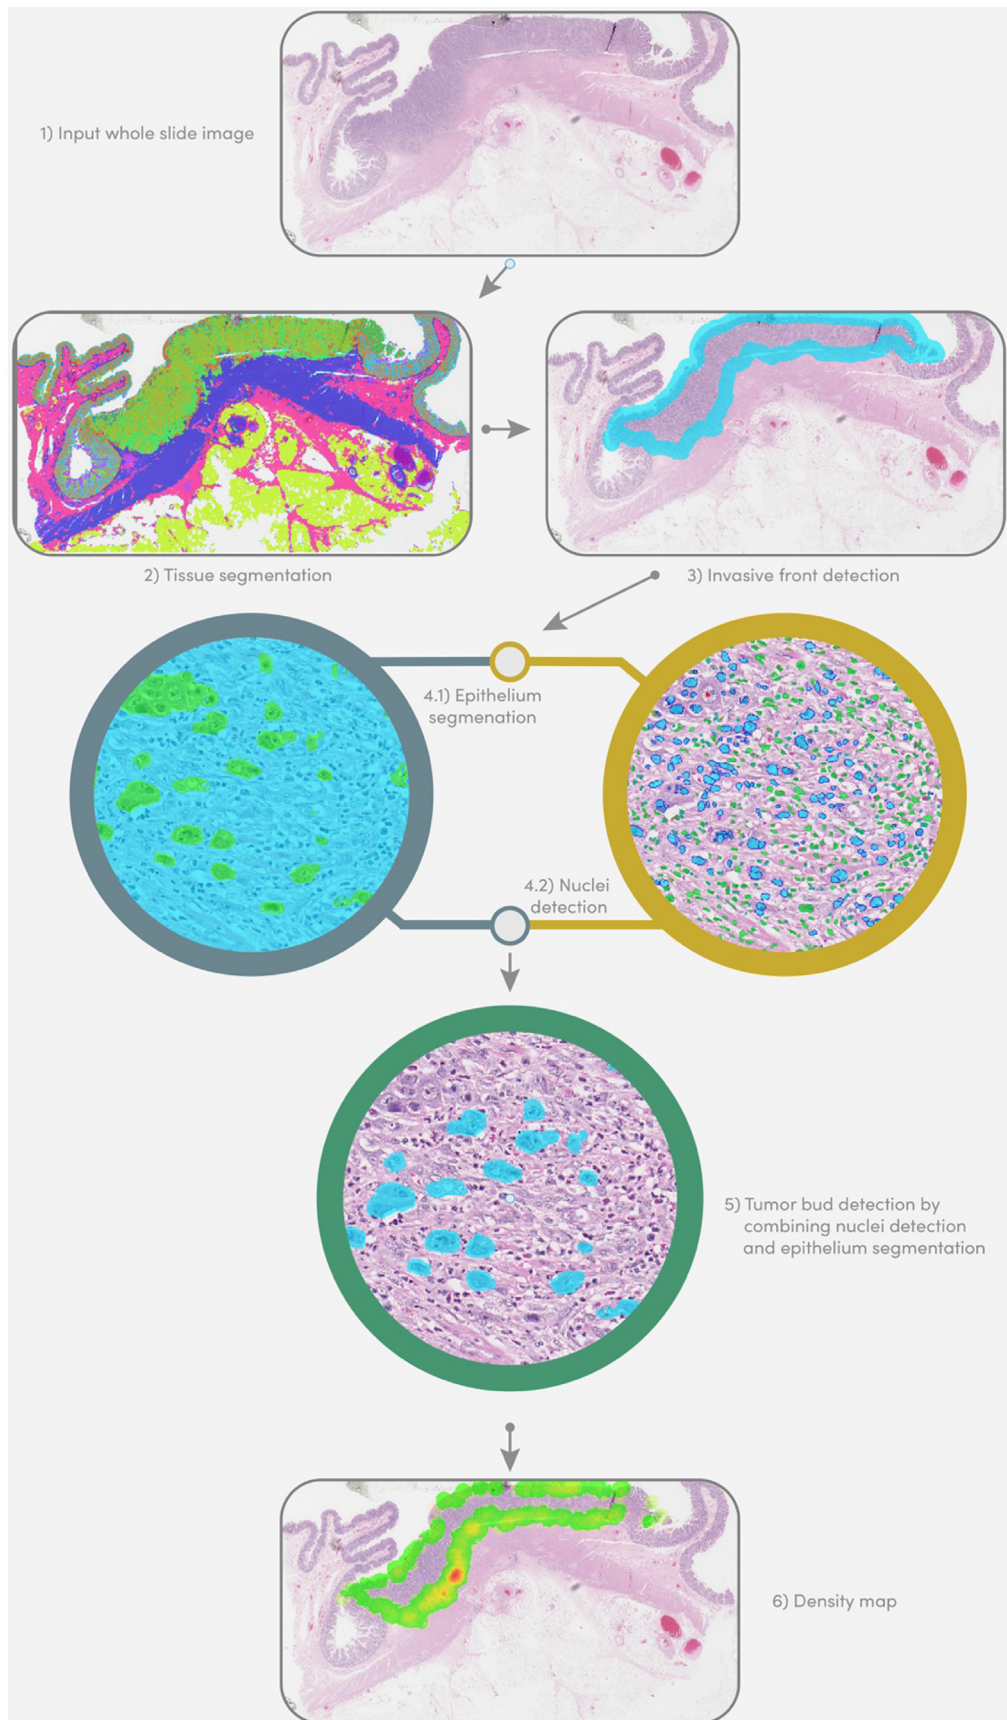 1) Input whole slide image
2) Tissue segmentation
3) Invasive front detection
4.1) Epithelium
segmenation
4.2) Nuclei
detection
5) Tumor bud detection by
combining nuclei detection
and epithelium segmentation
6) Density map